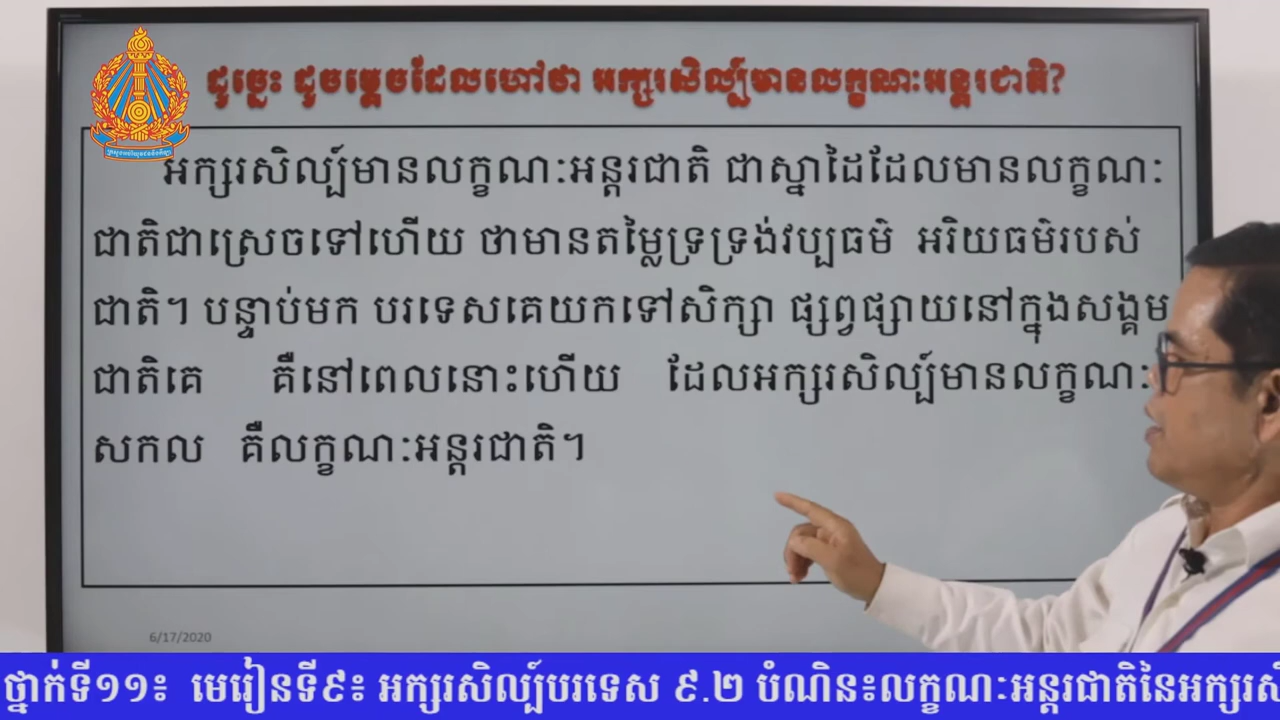 ដូច្នេះ ដូចម្ដេចដែលហៅថា អក្សរសិល្ប៍មានលក្ខណៈអន្តរជាតិ?
អក្សរសិល្ប៍មានលក្ខណៈអន្តរជាតិ ជាស្នាដៃដែលមានលក្ខណៈ
ជាតិជាស្រេចទៅហើយ ថាមានតម្លៃទ្រទ្រង់វប្បធម៌ អរិយធម៌របស់
ជាតិ។ បន្ទាប់មក បរទេសគេយកទៅសិក្សា ផ្សព្វផ្សាយនៅក្នុងសង្គម
ជាតិគេ គឺនៅពេលនោះហើយ ដែលអក្សរសិល្ប៍មានលក្ខណៈ
សកល គឺលក្ខណៈអន្តរជាតិ។
6/17/2020
ថ្នាក់ទី១១៖ មេរៀនទី៩៖ អក្សរសិល្ប៍បរទេស ៩.២ បំណិន៖លក្ខណៈអន្តរជាតិនៃអក្សរសិ